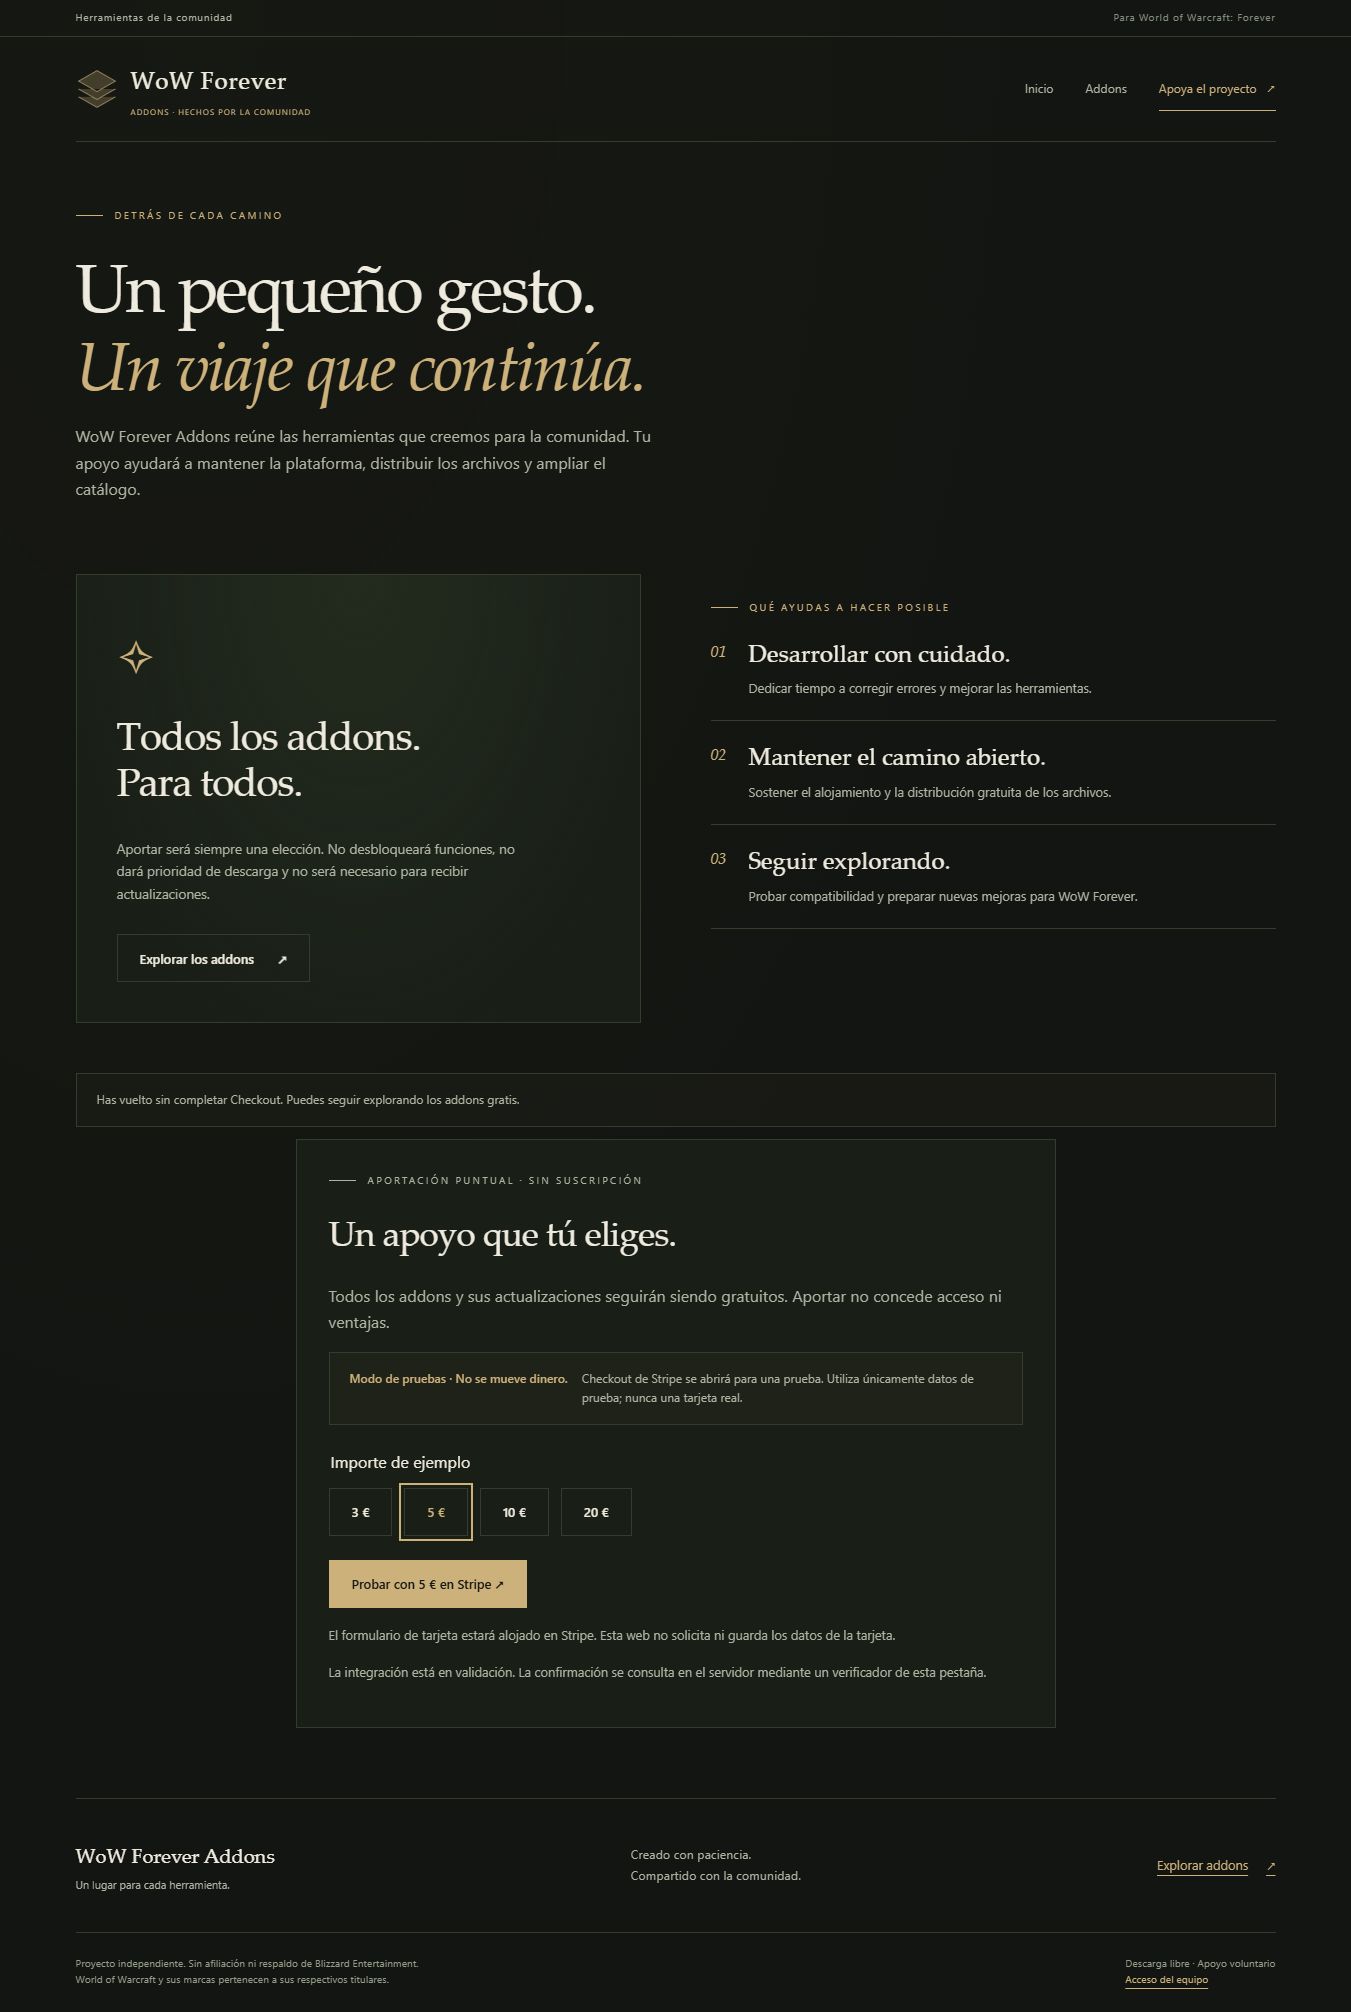 Herramientas de la comunidad
Para World of Warcraft: Forever
WoW Forever
ADDONS · HECHOS POR LA COMUNIDAD
Inicio
Addons
Apoya el proyecto ↗
DETRÁS DE CADA CAMINO
Un pequeño gesto.
Un viaje que continúa.
WoW Forever Addons reúne las herramientas que creemos para la comunidad. Tu
apoyo ayudará a mantener la plataforma, distribuir los archivos y ampliar el
catálogo.
Todos los addons.
Para todos.
Aportar será siempre una elección. No desbloqueará funciones, no
dará prioridad de descarga y no será necesario para recibir
actualizaciones.
Explorar los addons ↗
QUÉ AYUDAS A HACER POSIBLE
01 Desarrollar con cuidado.
Dedicar tiempo a corregir errores y mejorar las herramientas.
02 Mantener el camino abierto.
Sostener el alojamiento y la distribución gratuita de los archivos.
03 Seguir explorando.
Probar compatibilidad y preparar nuevas mejoras para WoW Forever.
Has vuelto sin completar Checkout. Puedes seguir explorando los addons gratis.
APORTACIÓN PUNTUAL · SIN SUSCRIPCIÓN
Un apoyo que tú eliges.
Todos los addons y sus actualizaciones seguirán siendo gratuitos. Aportar no concede acceso ni
ventajas.
Modo de pruebas · No se mueve dinero.
Checkout de Stripe se abrirá para una prueba. Utiliza únicamente datos de
prueba; nunca una tarjeta real.
Importe de ejemplo
3 €
5 €
10 €
20 €
Probar con 5 € en Stripe ↗
El formulario de tarjeta estará alojado en Stripe. Esta web no solicita ni guarda los datos de la tarjeta.
La integración está en validación. La confirmación se consulta en el servidor mediante un verificador de esta pestaña.
WoW Forever Addons
Un lugar para cada herramienta.
Creado con paciencia.
Compartido con la comunidad.
Explorar addons ↗
Proyecto independiente. Sin afiliación ni respaldo de Blizzard Entertainment.
World of Warcraft y sus marcas pertenecen a sus respectivos titulares.
Descarga libre · Apoyo voluntario
Acceso del equipo